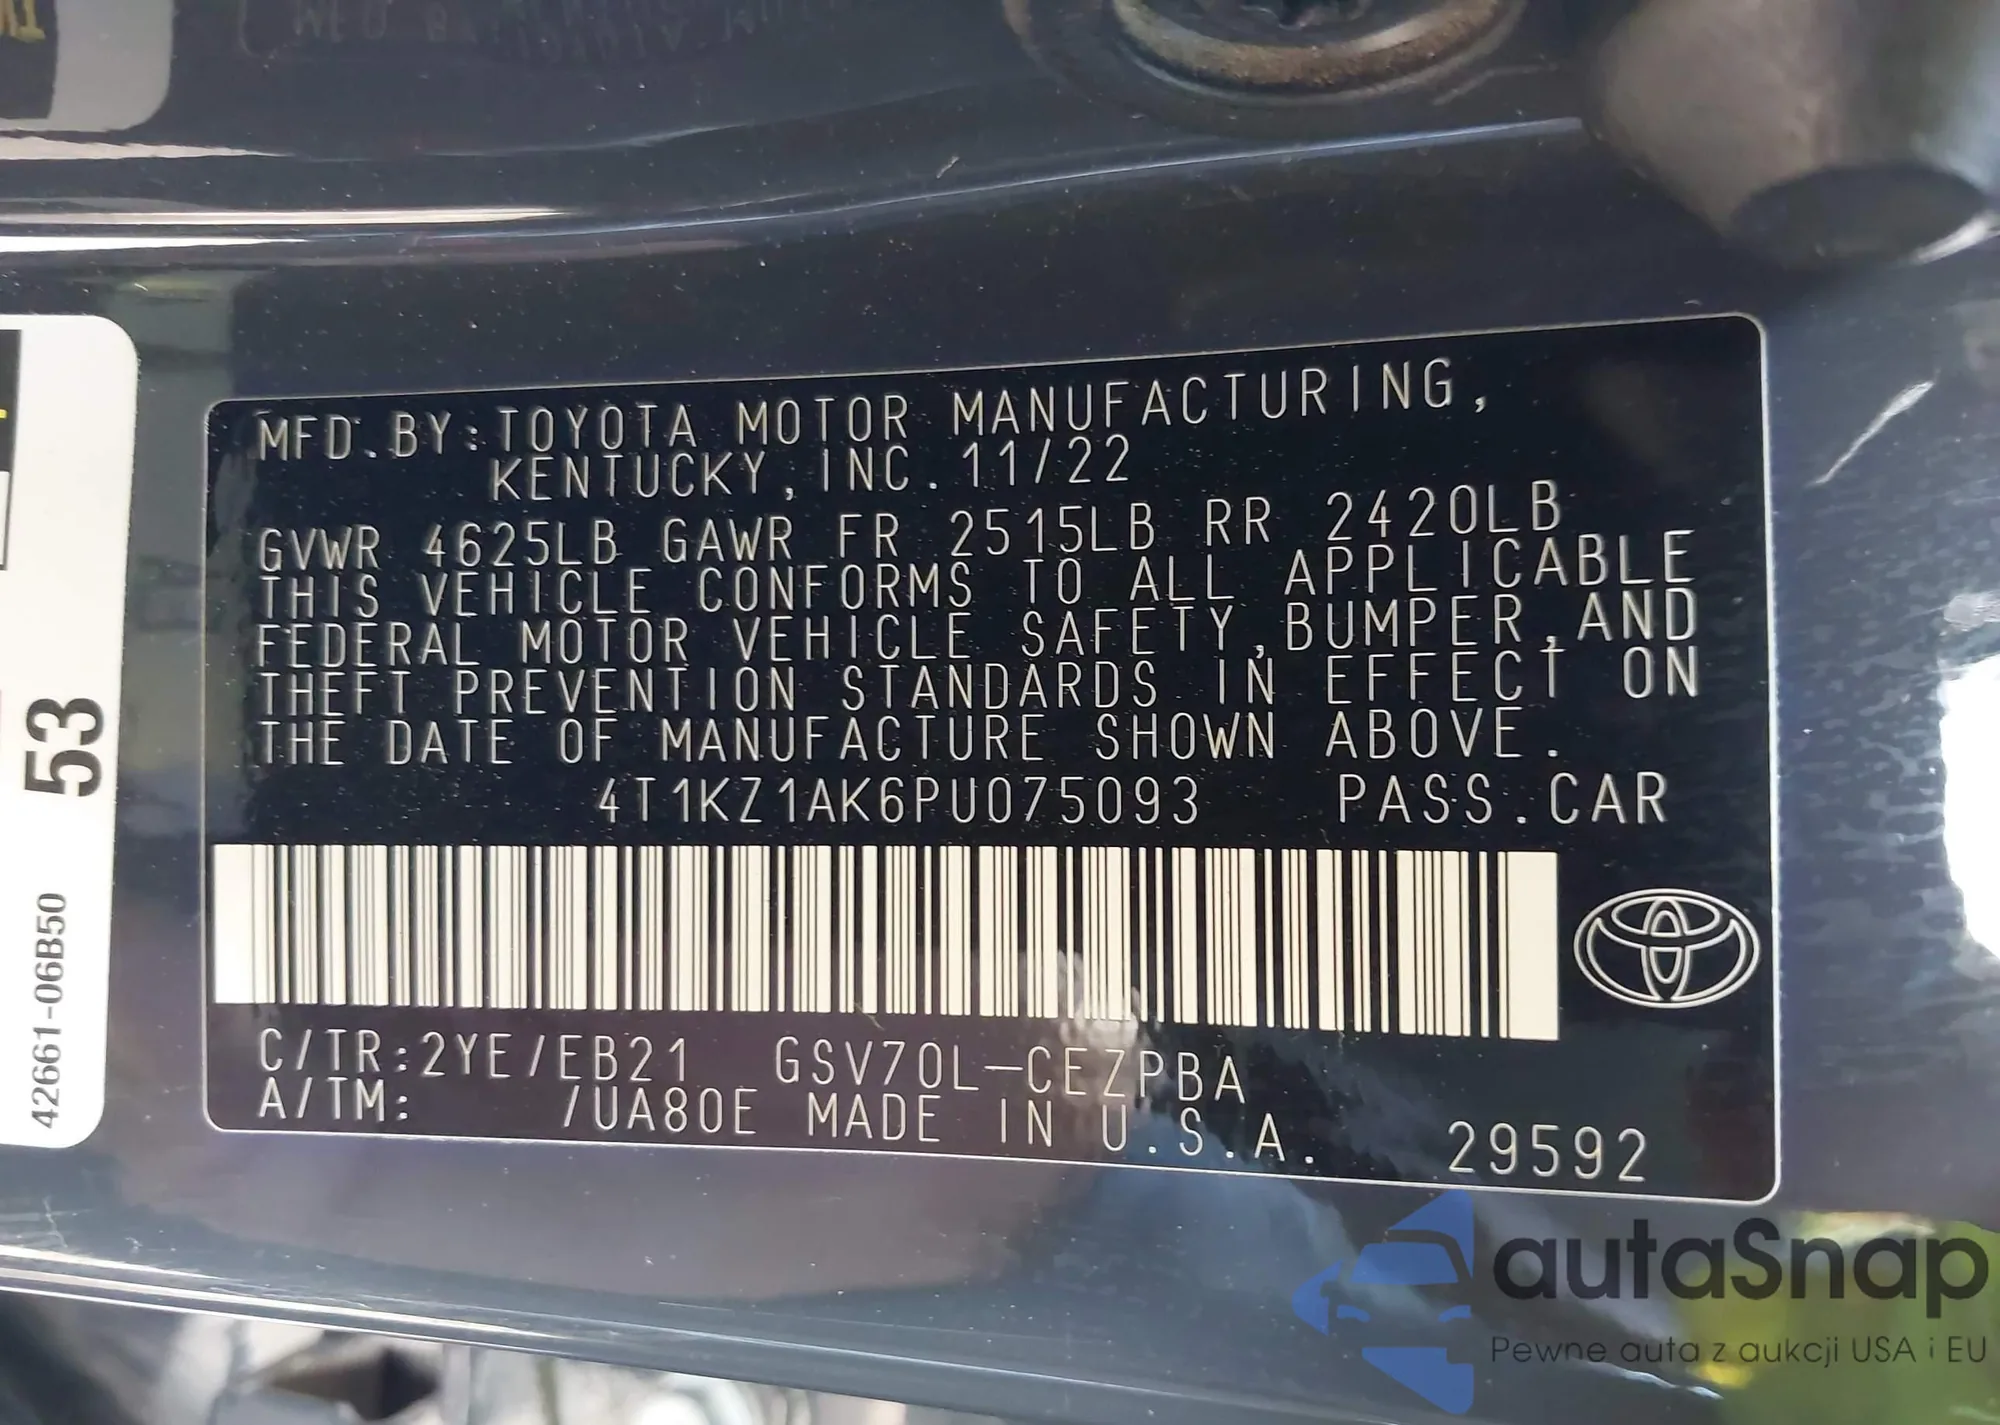 MFD.BY:TOYOTA MOTOR MANUFACTURING,
KENTUCKY,INC.11/22
GVWR 4625LB GAWR FR 2515LB RR 2420LB
THIS VEHICLE CONFORMS TO ALL APPLICABLE
FEDERAL MOTOR VEHICLE SAFETY,BUMPER,AND
THEFT PREVENTION STANDARDS IN EFFECT ON
THE DATE OF MANUFACTURE SHOWN ABOVE.
4T1KZ1AK6PU075093 PASS.CAR
C/TR:2YE/EB21 GSV70L-CEZPBA
A/TM: /UA80E MADE IN U.S.A. 29592
53
42661-06B50
autaSnap
Pewne auta z aukcji USA i EU